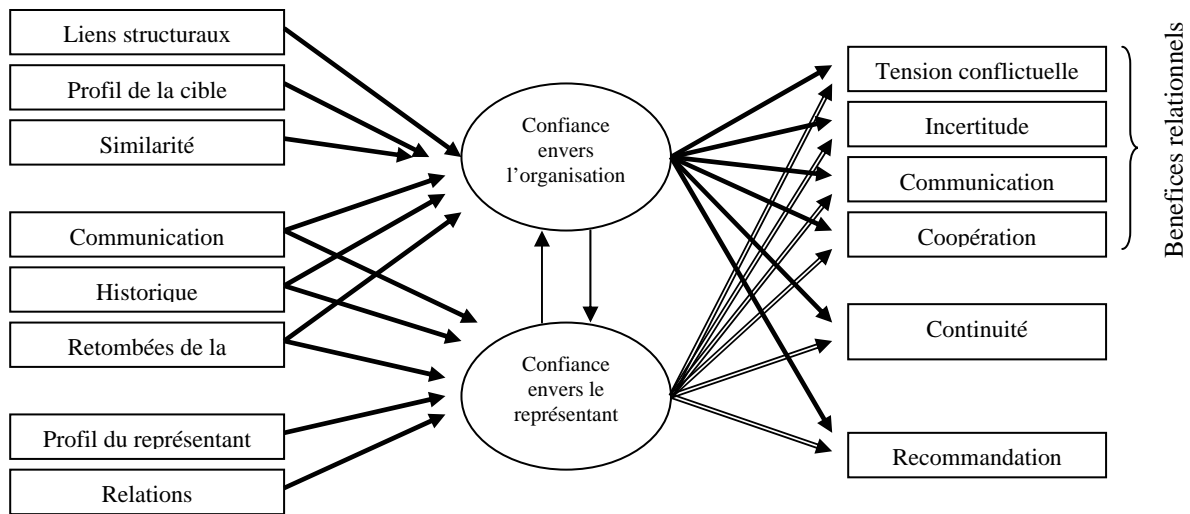 Liens structuraux
Profil de la cible
Similarité
Communication
Historique
Retombées de la
Profil du représentant
Relations
Confiance
envers
l'organisation
Confiance
envers le
représentant
Tension conflictuelle
Incertitude
Communication
Coopération
Continuité
Recommandation
Benefices relationnels